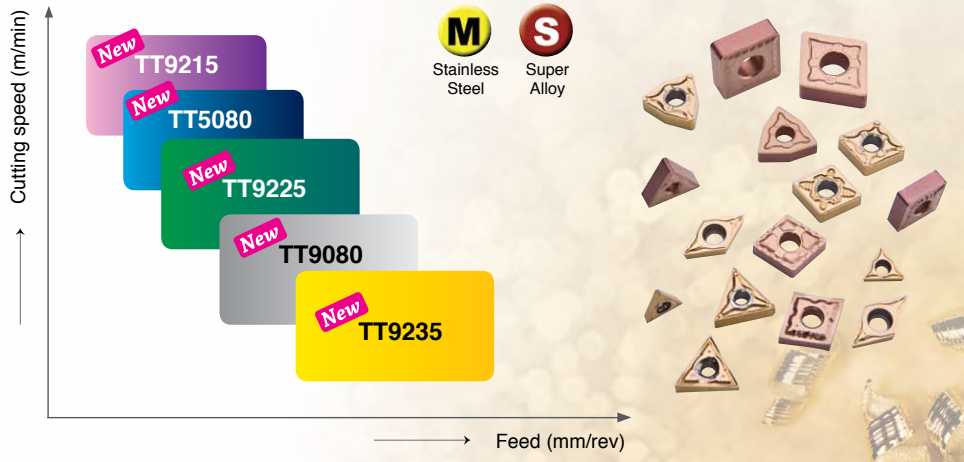 Cutting speed (m/min)
New
TT9215
New
TT5080
New
TT9225
New
TT9080
New
TT9235
Feed (mm/rev)
M
Stainless
Steel
S
Super
Alloy